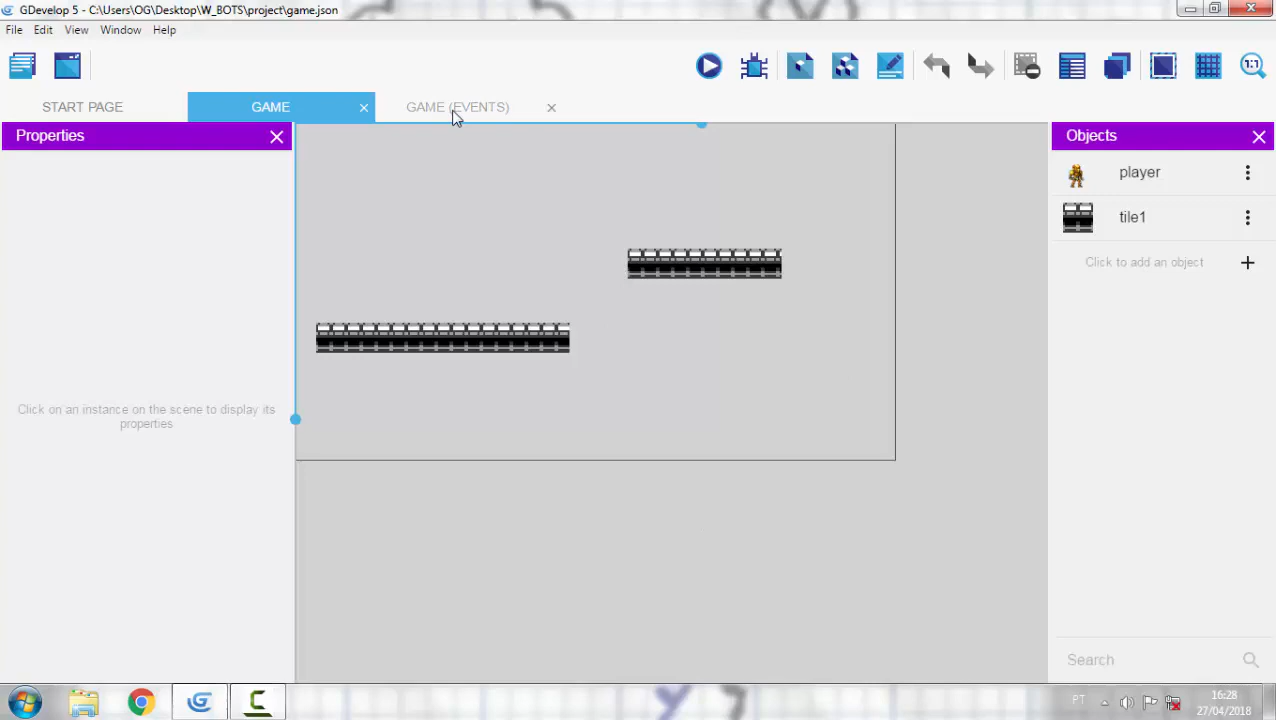 GDevelop 5 - C:\Users\OG\Desktop\W_BOTS\project\game.json
File Edit View Window Help
1:1
START PAGE GAME GAME (EVENTS)
Properties
Objects
player
tile1
Click to add an object
Click on an instance on the scene to display its
properties
Search
PT 16:28
27/04/2018